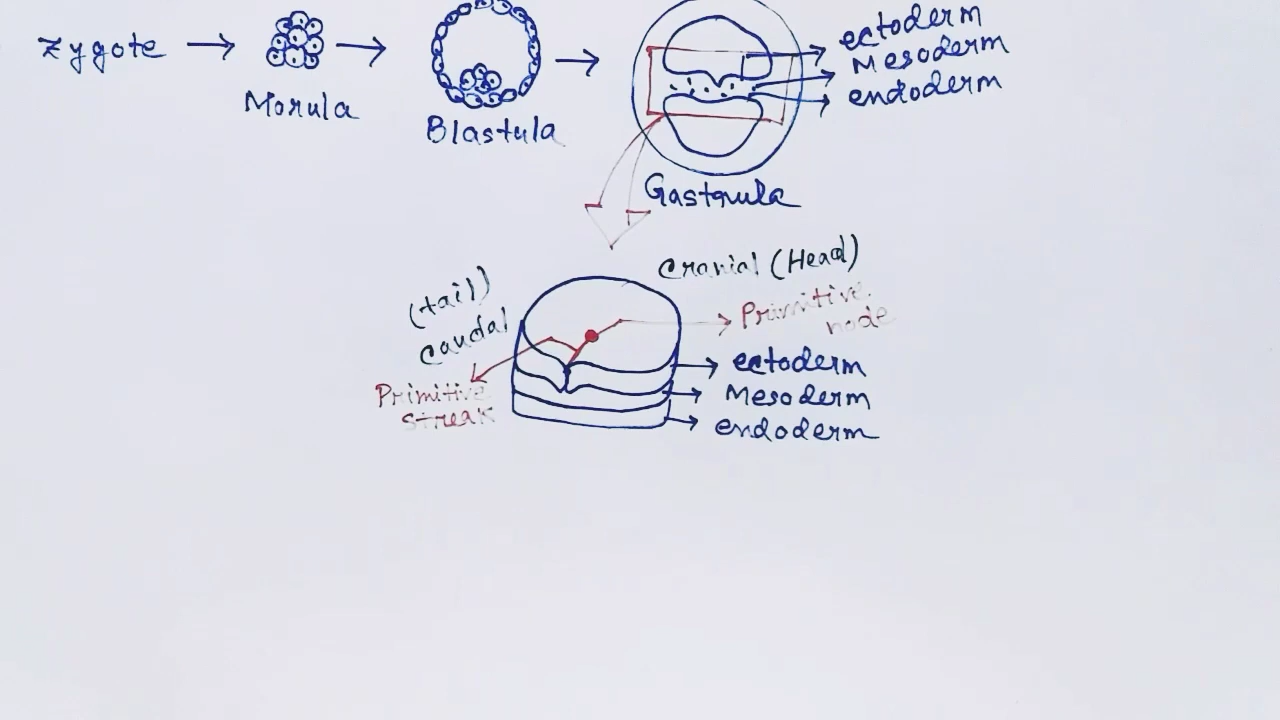 Zygote
Morula
Blastula
Gastrula
ectoderm
Mesoderm
endoderm
Cranial (Head)
(tail)
Caudal
Primitive
node
Primitive
streak
ectoderm
Mesoderm
endoderm